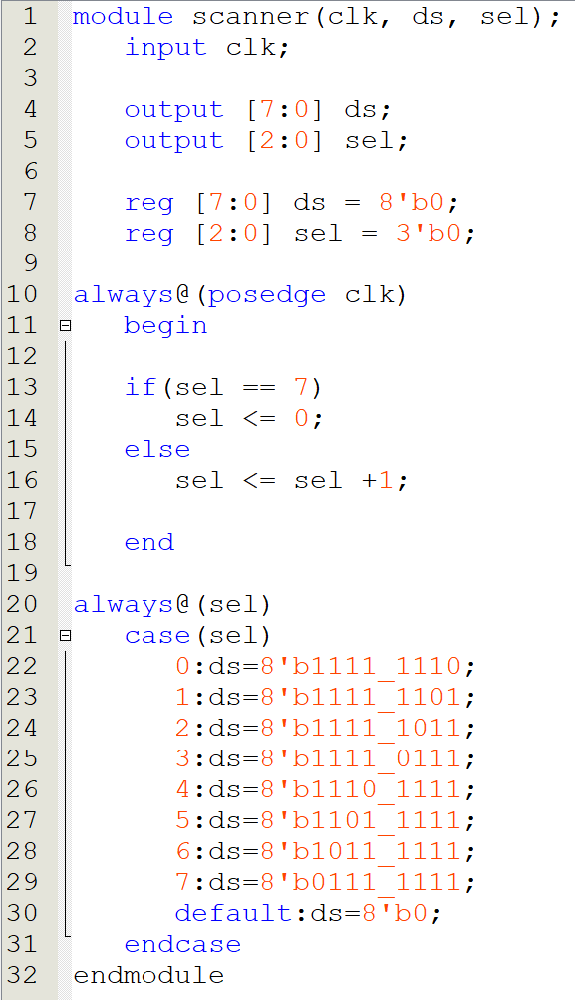 1 module scanner(clk, ds, sel);
2    input clk;
3
4    output [7:0] ds;
5    output [2:0] sel;
6
7    reg [7:0] ds = 8'b0;
8    reg [2:0] sel = 3'b0;
9
10 always@(posedge clk)
11    begin
12
13    if(sel == 7)
14       sel <= 0;
15    else
16       sel <= sel +1;
17
18    end
19
20 always@(sel)
21    case(sel)
22       0:ds=8'b1111_1110;
23       1:ds=8'b1111_1101;
24       2:ds=8'b1111_1011;
25       3:ds=8'b1111_0111;
26       4:ds=8'b1110_1111;
27       5:ds=8'b1101_1111;
28       6:ds=8'b1011_1111;
29       7:ds=8'b0111_1111;
30       default:ds=8'b0;
31    endcase
32 endmodule